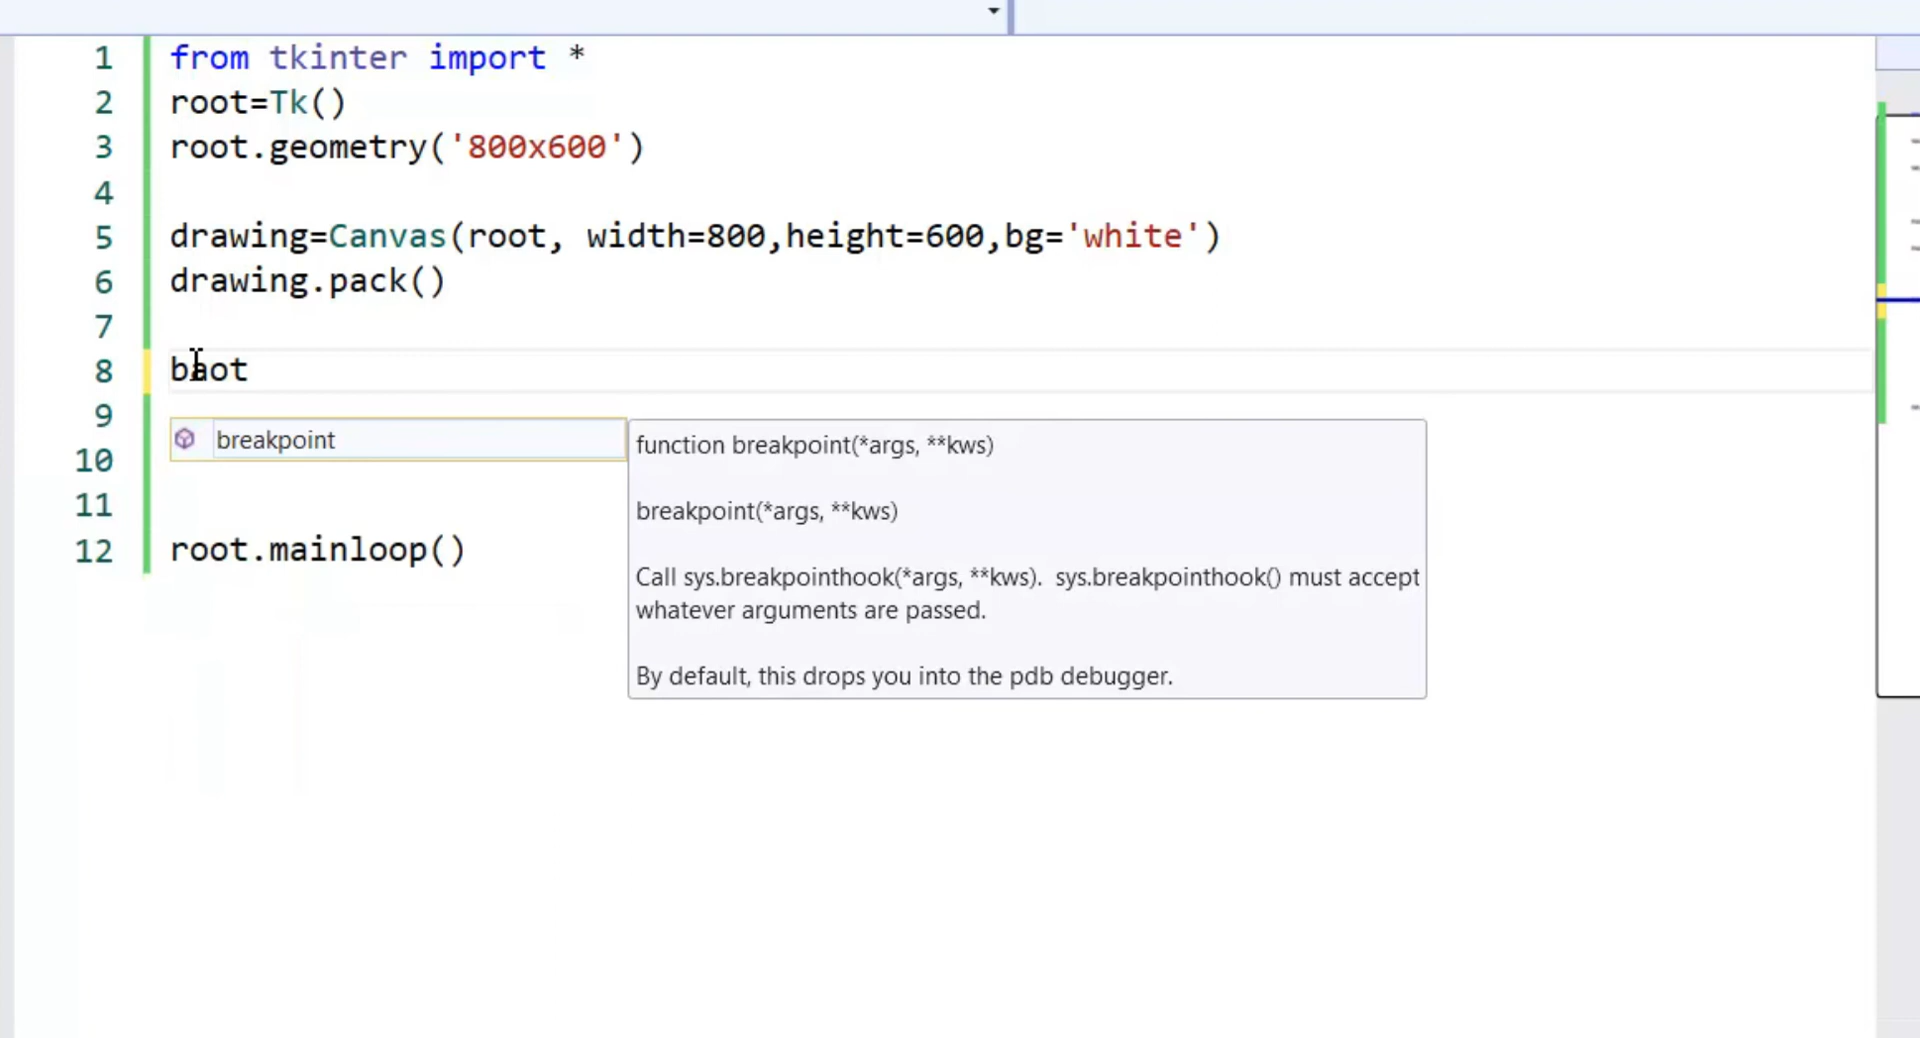 1 from tkinter import *
2 root=Tk()
3 root.geometry('800x600')
4
5 drawing=Canvas(root, width=800,height=600,bg='white')
6 drawing.pack()
7
8 baot
9
10
11
12 root.mainloop()
breakpoint
function breakpoint(*args, **kws)
breakpoint(*args, **kws)
Call sys.breakpointhook(*args, **kws).  sys.breakpointhook() must accept
whatever arguments are passed.
By default, this drops you into the pdb debugger.